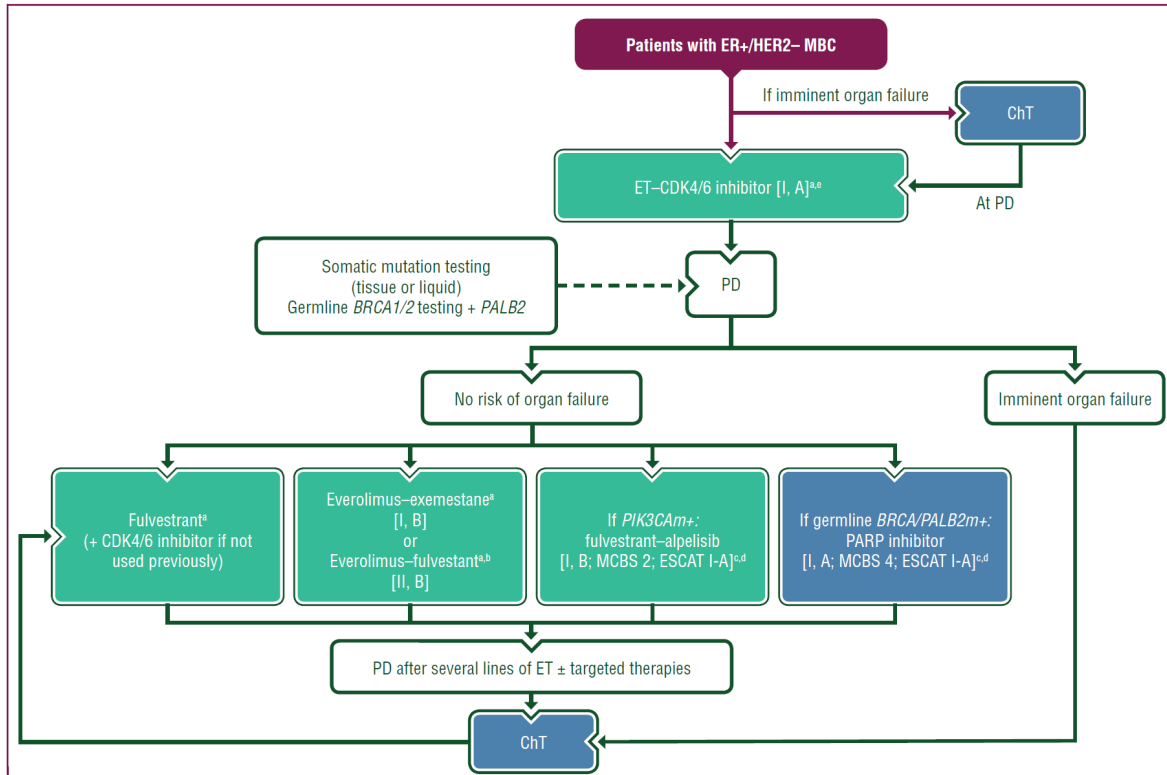 Patients with ER+/HER2– MBC
If imminent organ failure
ChT
ET–CDK4/6 inhibitor [I, A]a,e
At PD
Somatic mutation testing
(tissue or liquid)
Germline BRCA1/2 testing + PALB2
PD
No risk of organ failure
Imminent organ failure
Fulvestranta
(+ CDK4/6 inhibitor if not
used previously)
Everolimus–exemestanea
[I, B]
or
Everolimus–fulvestranta,b
[II, B]
If PIK3CAm+:
fulvestrant–alpelisib
[I, B; MCBS 2; ESCAT I-A]c,d
If germline BRCA/PALB2m+:
PARP inhibitor
[I, A; MCBS 4; ESCAT I-A]c,d
PD after several lines of ET ± targeted therapies
ChT